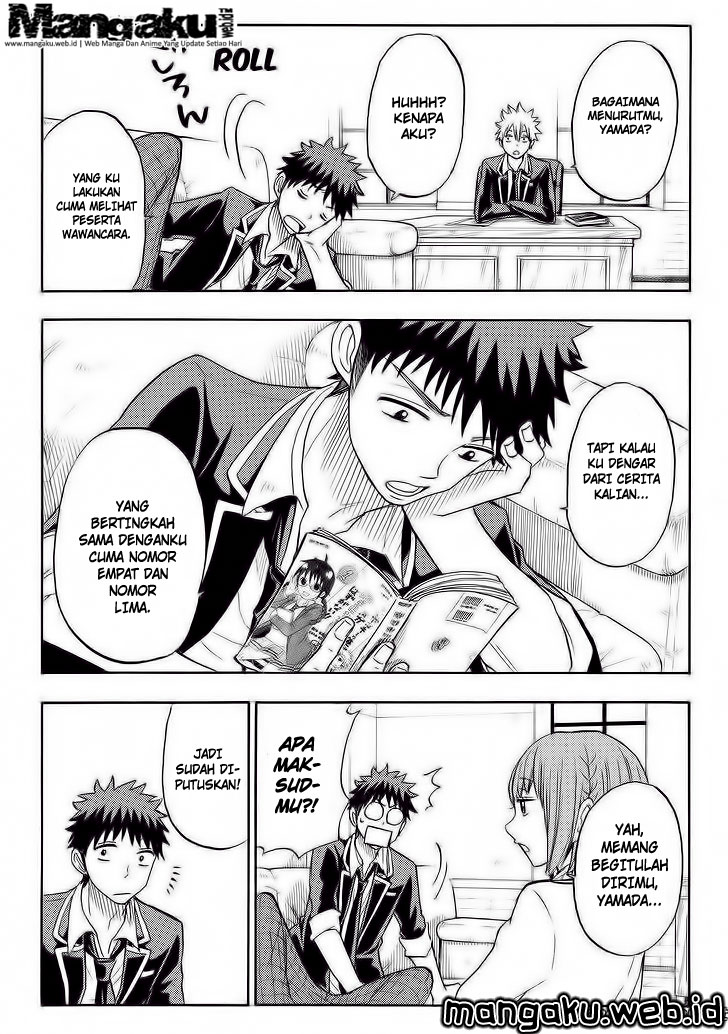 Mangaku
WEB.ID
www.mangaku.web.id | Web Manga Dan Anime Yang Update Setiap Hari
ROLL
BAGAIMANA
MENURUTMU,
YAMADA?
HUHHH?
KENAPA
AKU?
YANG KU
LAKUKAN
CUMA MELIHAT
PESERTA
WAWANCARA.
TAPI KALAU
KU DENGAR
DARI CERITA
KALIAN...
YANG
BERTINGKAH
SAMA DENGANKU
CUMA NOMOR
EMPAT DAN
NOMOR
LIMA.
YAH,
MEMANG
BEGITULAH
DIRIMU,
YAMADA...
APA
MAK-
SUD-
MU?!
JADI
SUDAH DI-
PUTUSKAN!
mangaku.web.id